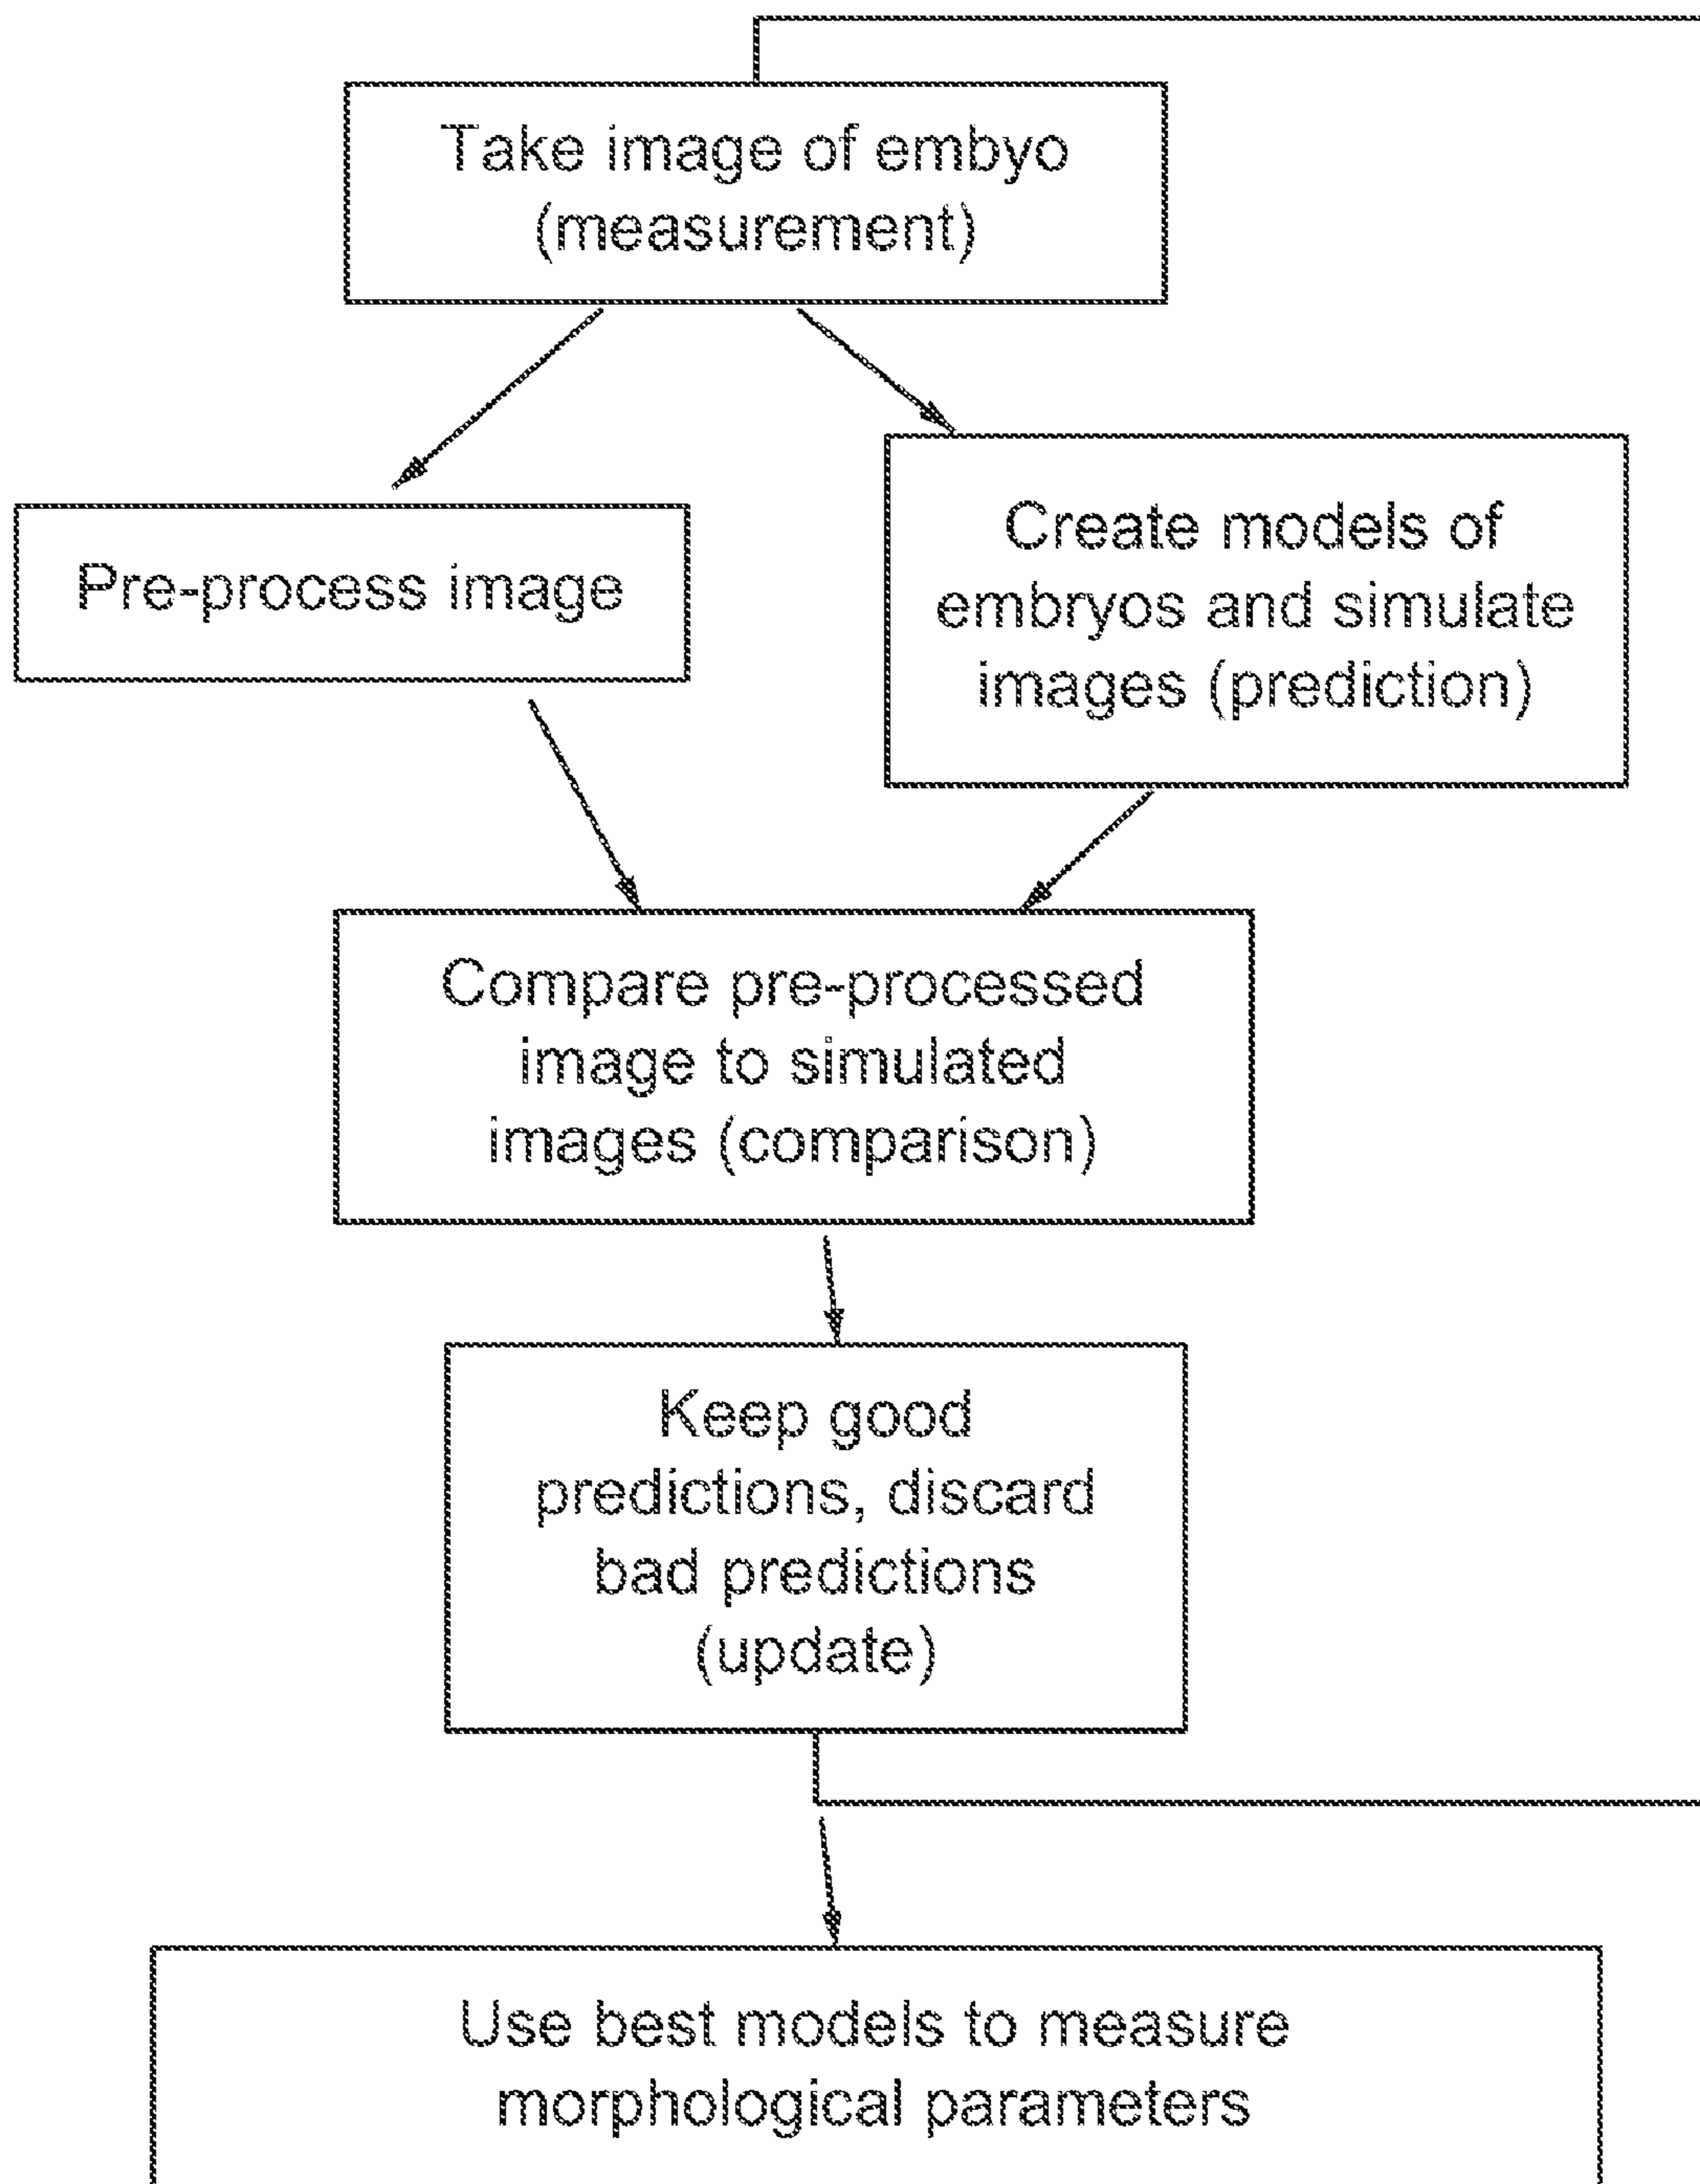 Take image of embyo
(measurement)
Pre-process image
Create models of
embryos and simulate
images (prediction)
Compare pre-processed
image to simulated
images (comparison)
Keep good
predictions, discard
bad predictions
(update)
Use best models to measure
morphological parameters